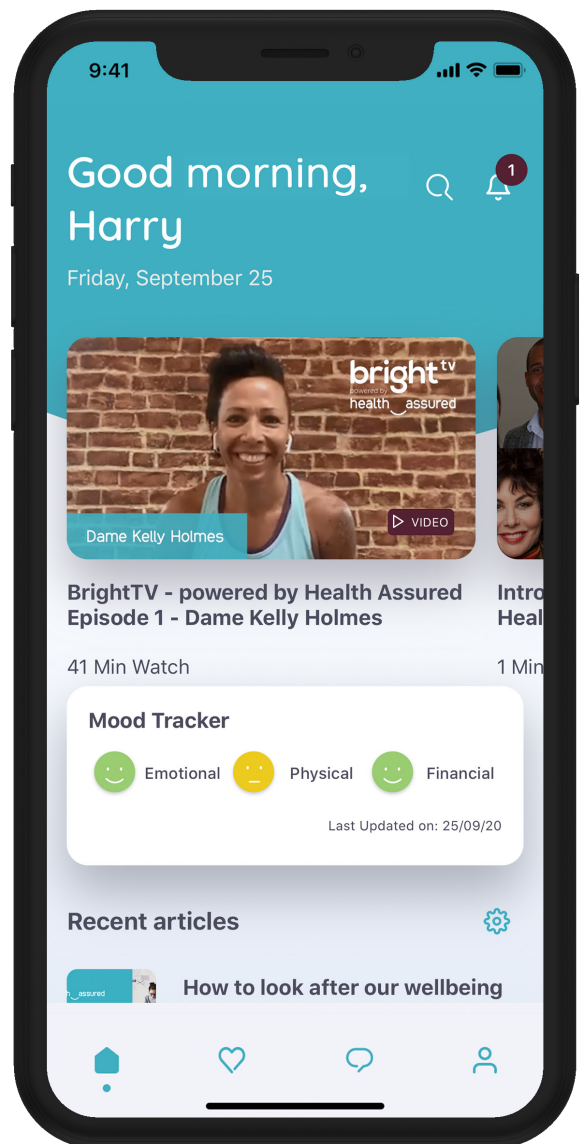 9:41
Good morning,
Harry
1
Friday, September 25
bright tv
powered by
health assured
Dame Kelly Holmes
VIDEO
BrightTV - powered by Health Assured
Episode 1 - Dame Kelly Holmes
41 Min Watch
Intro
Heal
1 Min
Mood Tracker
Emotional
Physical
Financial
Last Updated on: 25/09/20
Recent articles
h assured
How to look after our wellbeing